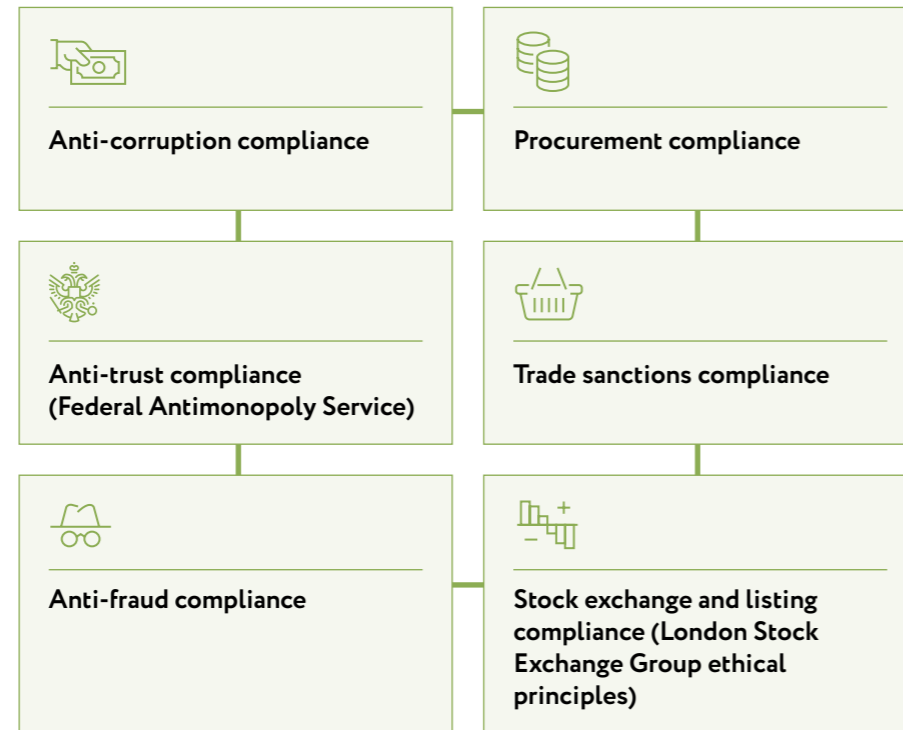 Anti-corruption compliance
Procurement compliance
Anti-trust compliance
(Federal Antimonopoly Service)
Trade sanctions compliance
Anti-fraud compliance
Stock exchange and listing
compliance (London Stock
Exchange Group ethical
principles)